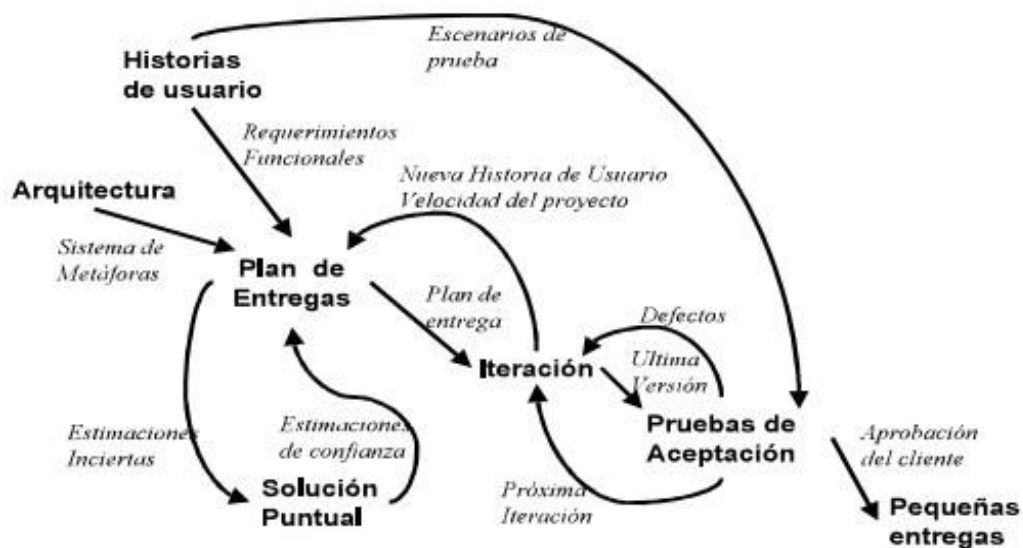 Escenarios de
prueba
Historias
de usuario
Requerimientos
Funcionales
Nueva Historia de Usuario
Velocidad del proyecto
Arquitectura
Sistema de
Metáforas
Plan de
Entregas
Plan de
entrega
Defectos
Iteración
Ultima
Versión
Pruebas de
Aceptación
Estimaciones
Inciertas
Estimaciones
de confianza
Aprobación
del cliente
Solución
Puntual
Próxima
Iteración
Pequeñas
entregas